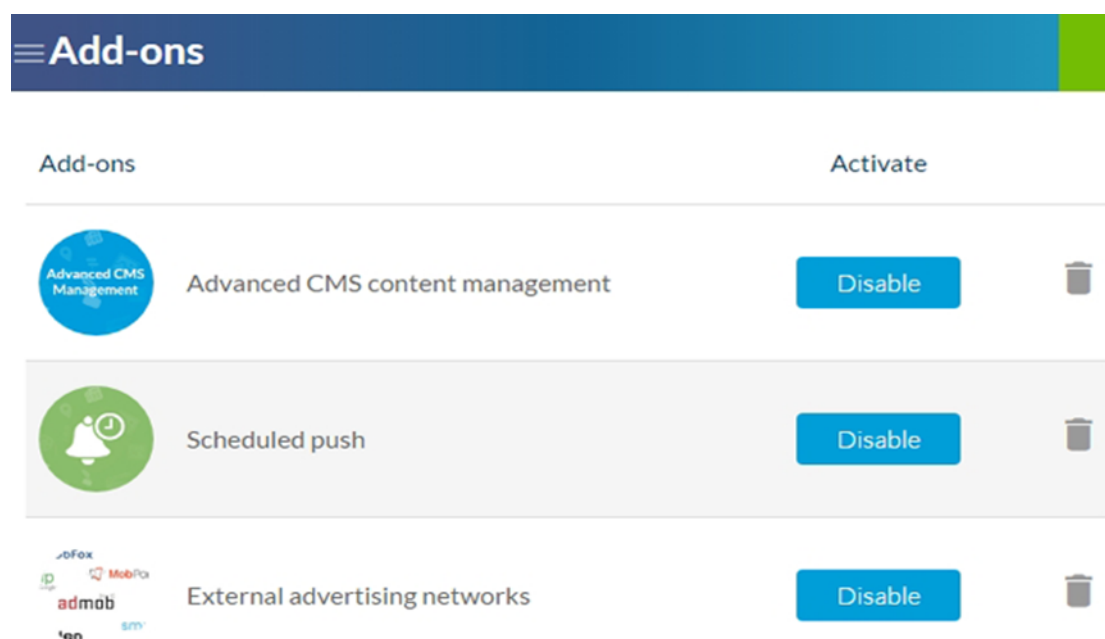 Add-ons
Add-ons Activate
Advanced CMS
Management
Advanced CMS content management Disable
Scheduled push Disable
MobPo
admob
External advertising networks Disable